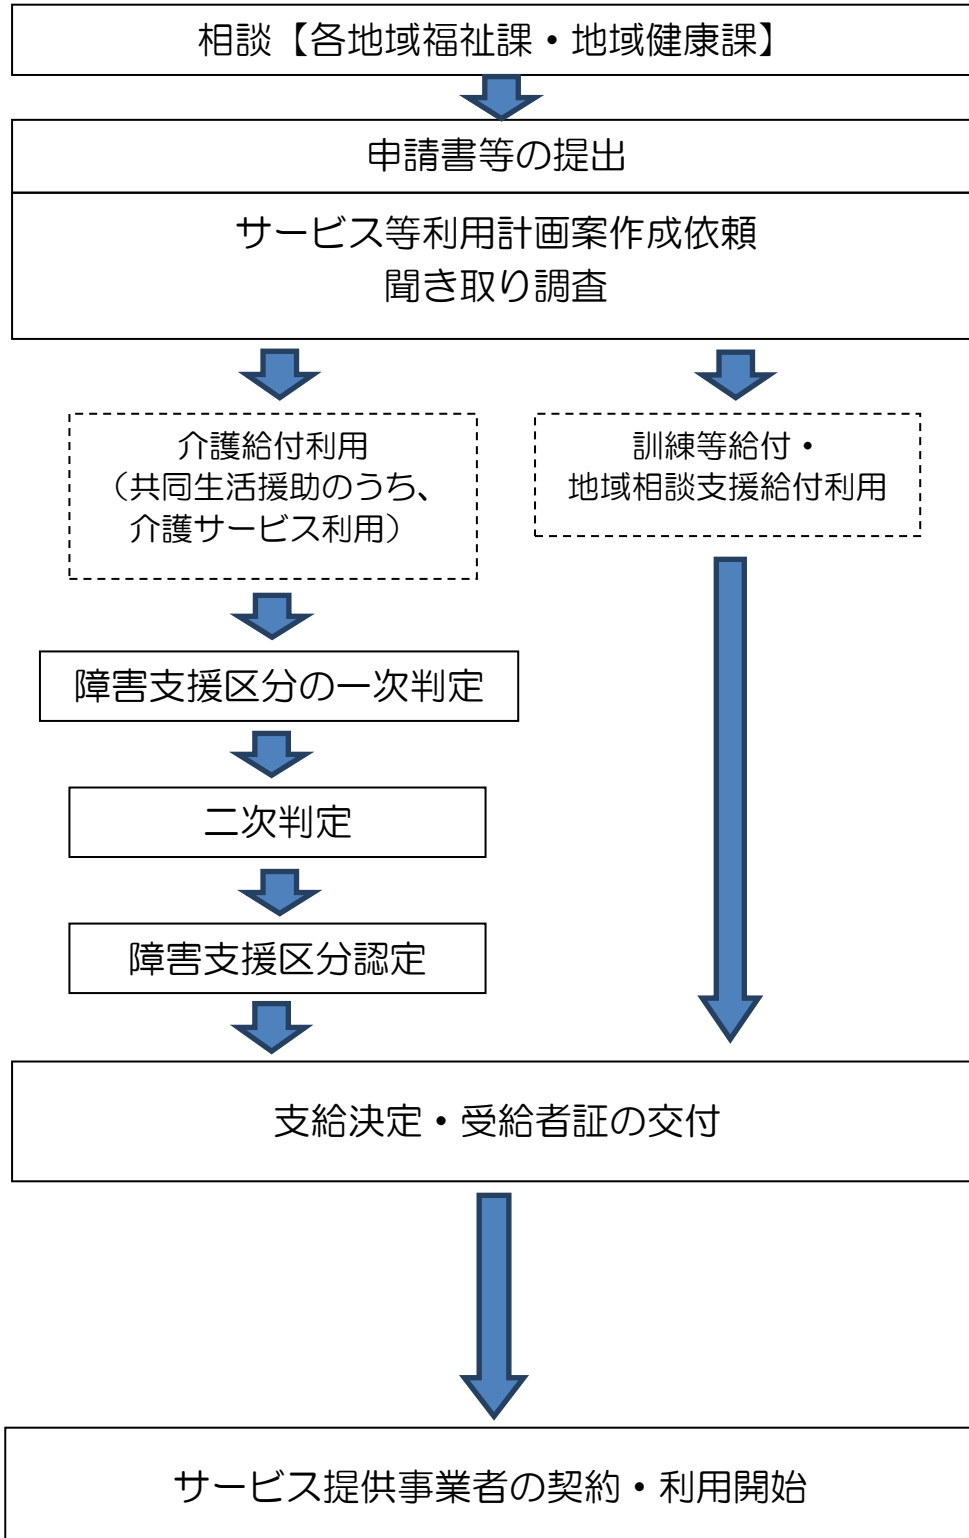 相談【各地域福祉課・地域健康課】
申請書等の提出
サービス等利用計画案作成依頼
聞き取り調査
介護給付利用
（共同生活援助のうち、
介護サービス利用）
訓練等給付・
地域相談支援給付利用
障害支援区分の一次判定
二次判定
障害支援区分認定
支給決定・受給者証の交付
サービス提供事業者の契約・利用開始